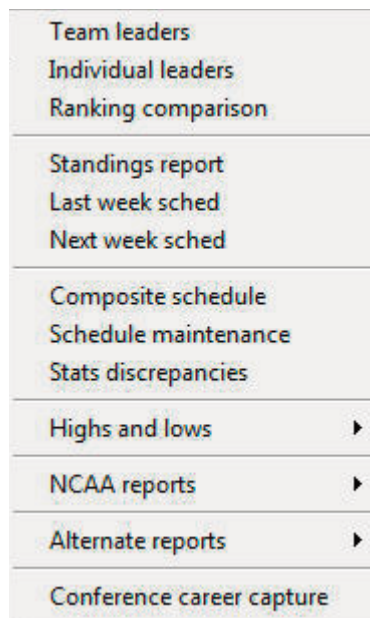 Team leaders
Individual leaders
Ranking comparison
Standings report
Last week sched
Next week sched
Composite schedule
Schedule maintenance
Stats discrepancies
Highs and lows
NCAA reports
Alternate reports
Conference career capture